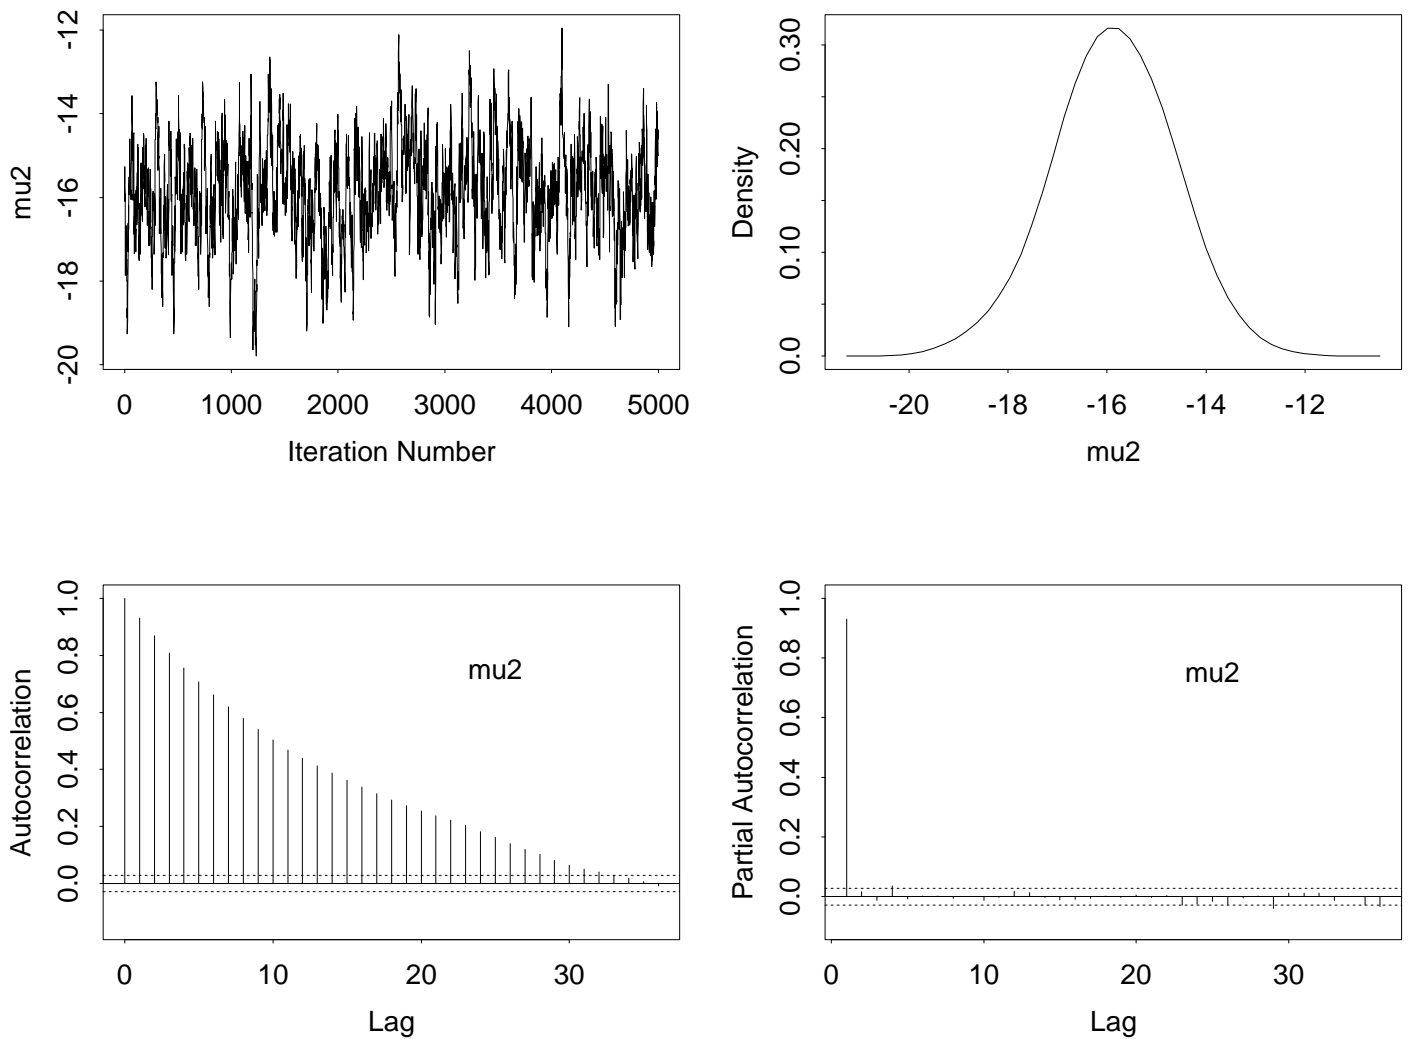 mu2
-12
-14
-16
-18
-20
0 1000 2000 3000 4000 5000
Iteration Number
Density
0.30
0.20
0.10
0.0
-20 -18 -16 -14 -12
mu2
Autocorrelation
1.0
0.8
0.6
0.4
0.2
0.0
mu2
0 10 20 30
Lag
Partial Autocorrelation
1.0
0.8
0.6
0.4
0.2
0.0
mu2
0 10 20 30
Lag